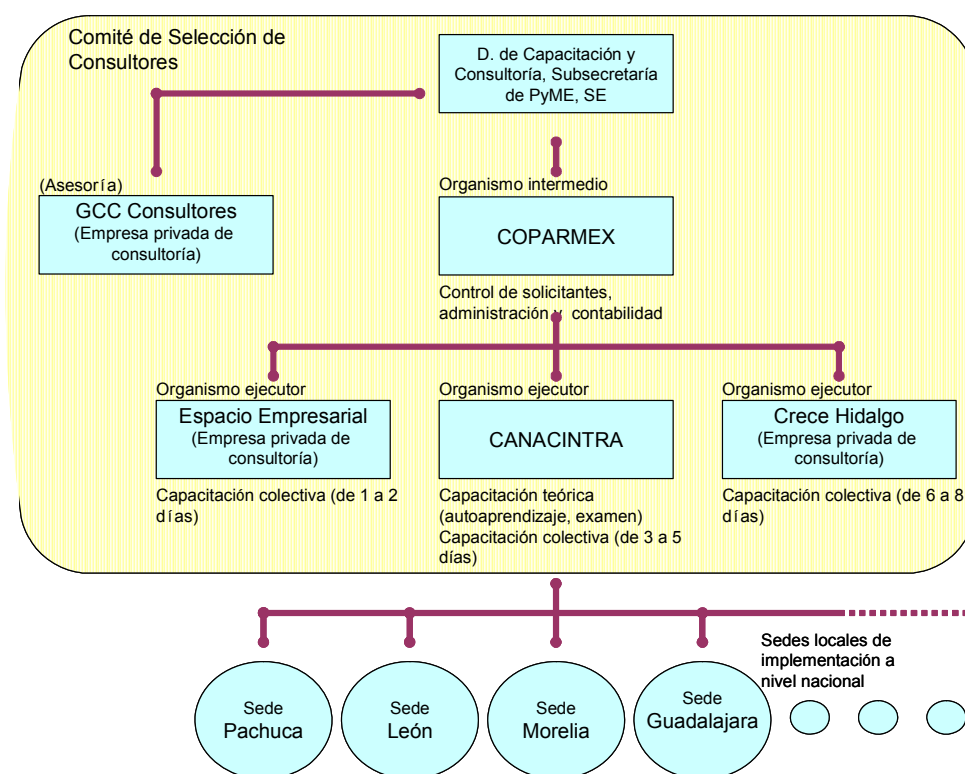 Comité de Selección de
Consultores
D. de Capacitación y
Consultoría, Subsecretaría
de PyME, SE
(Asesoría)
GCC Consultores
(Empresa privada de
consultoría)
Organismo intermedio
COPARMEX
Control de solicitantes,
administración y contabilidad
Organismo ejecutor
Espacio Empresarial
(Empresa privada de
consultoría)
Capacitación colectiva (de 1 a 2
días)
Organismo ejecutor
CANACINTRA
Capacitación teórica
(autoaprendizaje, examen)
Capacitación colectiva (de 3 a 5
días)
Organismo ejecutor
Crece Hidalgo
(Empresa privada de
consultoría)
Capacitación colectiva (de 6 a 8
días)
Sedes locales de
implementación a
nivel nacional
Sede
Pachuca
Sede
León
Sede
Morelia
Sede
Guadalajara